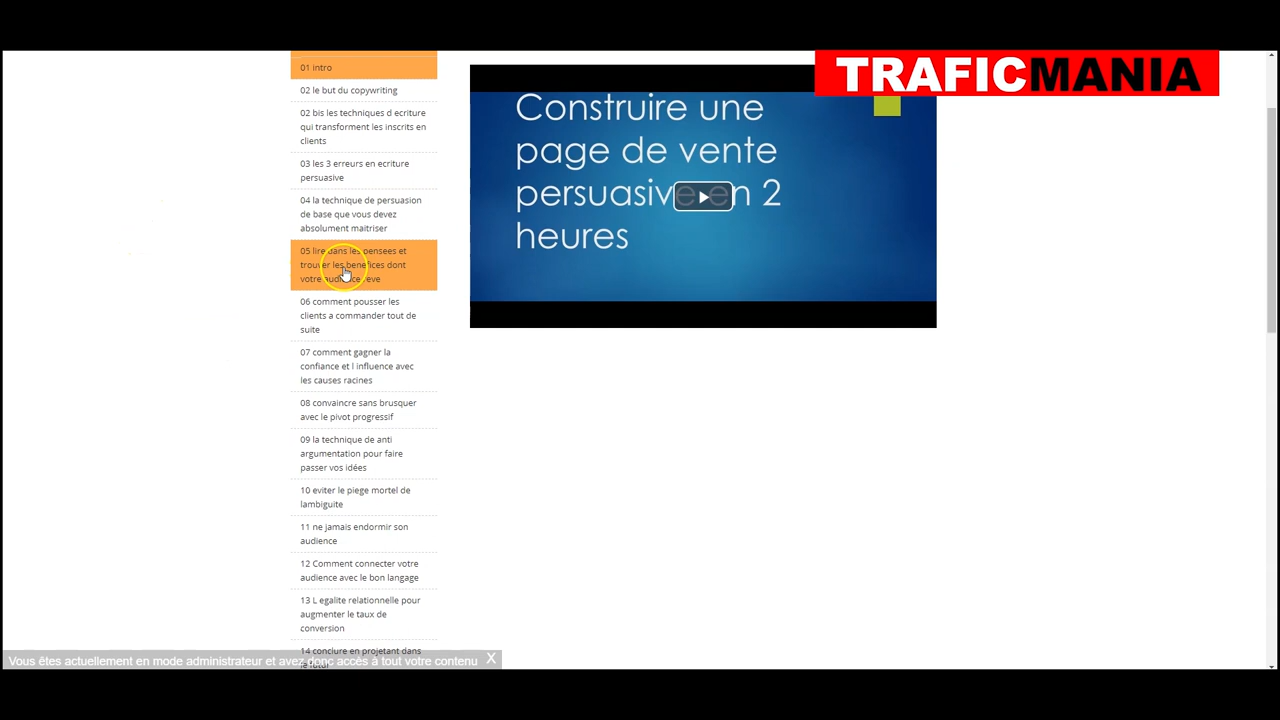 01 intro
02 le but du copywriting
02 bis les techniques d ecriture
qui transforment les inscrits en
clients
03 les 3 erreurs en ecriture
persuasive
04 la technique de persuasion
de base que vous devez
absolument maitriser
05 lire dans les pensees et
trouver les benefices dont
votre audience reve
06 comment pousser les
clients a commander tout de
suite
07 comment gagner la
confiance et l influence avec
les causes racines
08 convaincre sans brusquer
avec le pivot progressif
09 la technique de anti
argumentation pour faire
passer vos idées
10 eviter le piege mortel de
lambiguite
11 ne jamais endormir son
audience
12 Comment connecter votre
audience avec le bon langage
13 L egalite relationnelle pour
augmenter le taux de
conversion
14 conclure en projetant dans
le futur
Vous êtes actuellement en mode administrateur et avez donc accès à tout votre contenu X
TRAFICMANIA
Construire une
page de vente
persuasive en 2
heures